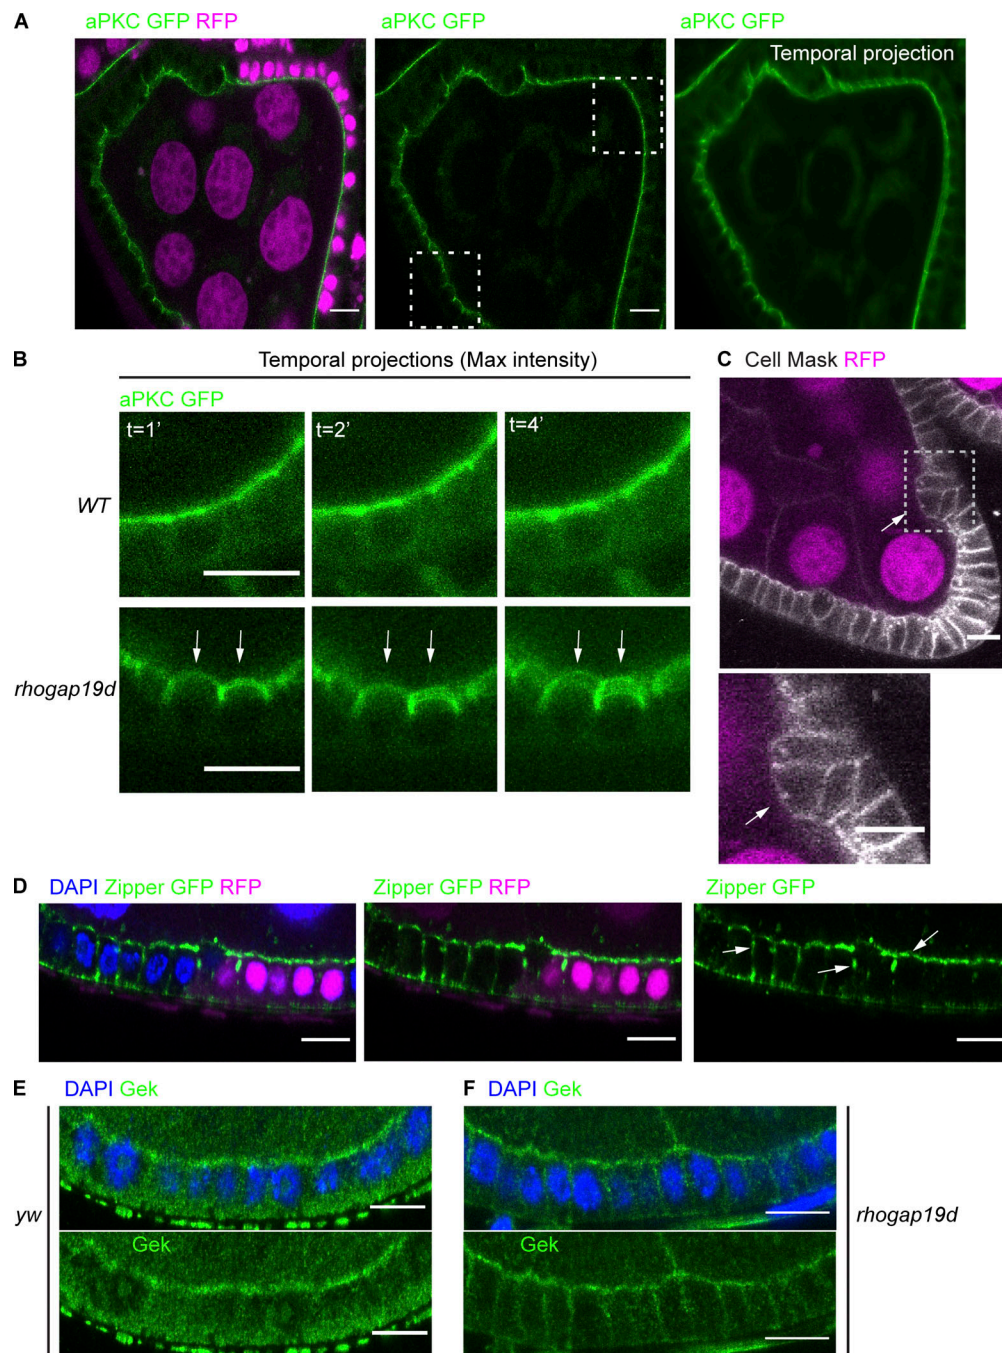 A
aPKC GFP RFP
aPKC GFP
aPKC GFP
Temporal projection
B
Temporal projections (Max intensity)
aPKC GFP
t=1’
t=2’
t=4’
WT
rhogap19d
C Cell Mask RFP
D
DAPI Zipper GFP RFP
Zipper GFP RFP
Zipper GFP
E DAPI Gek
yw
Gek
F DAPI Gek
Gek
rhogap19d